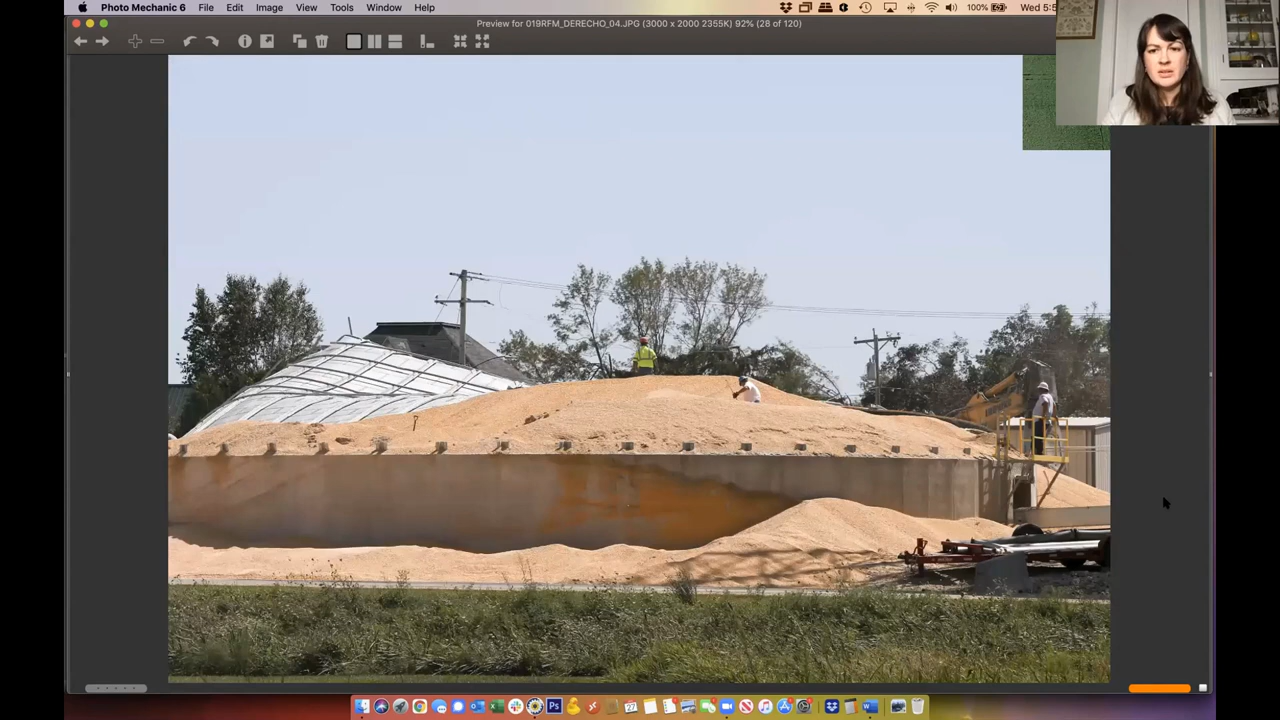 Photo Mechanic 6 File Edit Image View Tools Window Help 100% Wed 5:5
Preview for 019RFM_DERECHO_04.JPG (3000 x 2000 2355K) 92% (28 of 120)